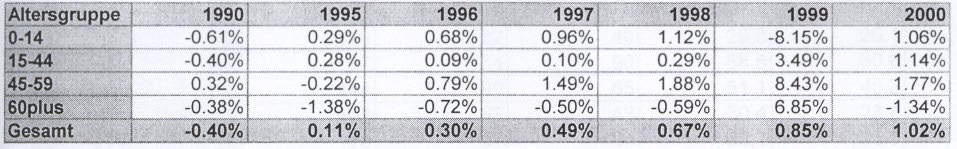 Altersgruppe 1990 1995 1996 1997 1998 1999 2000
0-14 -0.61% 0.29% 0.68% 0.96% 1.12% -8.15% 1.06%
15-44 -0.40% 0.28% 0.09% 0.10% 0.29% 3.49% 1.14%
45-59 0.32% -0.22% 0.79% 1.49% 1.88% 8.43% 1.77%
60plus -0.38% -1.38% -0.72% -0.50% -0.59% 6.85% -1.34%
Gesamt -0.40% 0.11% 0.30% 0.49% 0.67% 0.85% 1.02%